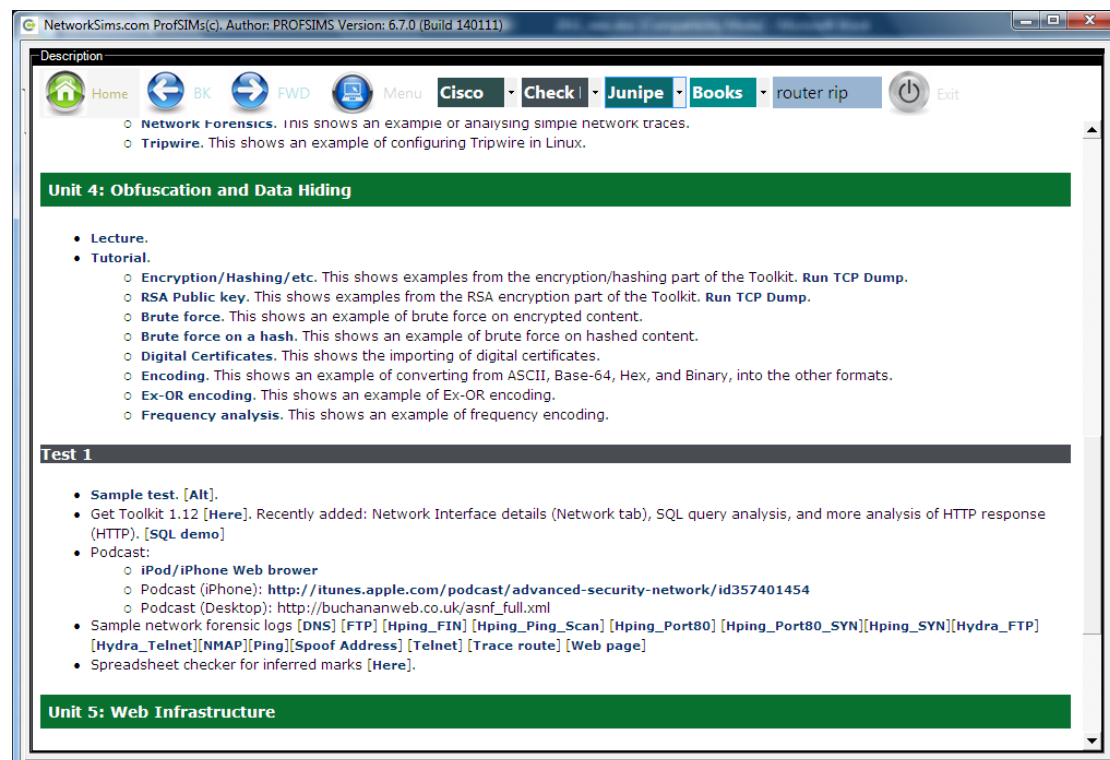 NetworkSims.com ProfSIMs(c). Author: PROFSIMS Version: 6.7.0 (Build 140111)
Description
Home BK FWD Menu Cisco Check Junipe Books router rip Exit
Network Forensics. This shows an example of analysing simple network traces.
Tripwire. This shows an example of configuring Tripwire in Linux.
Unit 4: Obfuscation and Data Hiding
Lecture.
Tutorial.
Encryption/Hashing/etc. This shows examples from the encryption/hashing part of the Toolkit. Run TCP Dump.
RSA Public key. This shows examples from the RSA encryption part of the Toolkit. Run TCP Dump.
Brute force. This shows an example of brute force on encrypted content.
Brute force on a hash. This shows an example of brute force on hashed content.
Digital Certificates. This shows the importing of digital certificates.
Encoding. This shows an example of converting from ASCII, Base-64, Hex, and Binary, into the other formats.
Ex-OR encoding. This shows an example of Ex-OR encoding.
Frequency analysis. This shows an example of frequency encoding.
Test 1
Sample test. [Alt].
Get Toolkit 1.12 [Here]. Recently added: Network Interface details (Network tab), SQL query analysis, and more analysis of HTTP response
(HTTP). [SQL demo]
Podcast:
iPod/iPhone Web brower
Podcast (iPhone): http://itunes.apple.com/podcast/advanced-security-network/id357401454
Podcast (Desktop): http://buchananweb.co.uk/asnf_full.xml
Sample network forensic logs [DNS] [FTP] [Hping_FIN] [Hping_Ping_Scan] [Hping_Port80] [Hping_Port80_SYN][Hping_SYN][Hydra_FTP]
[Hydra_Telnet][NMAP][Ping][Spoof Address] [Telnet] [Trace route] [Web page]
Spreadsheet checker for inferred marks [Here].
Unit 5: Web Infrastructure